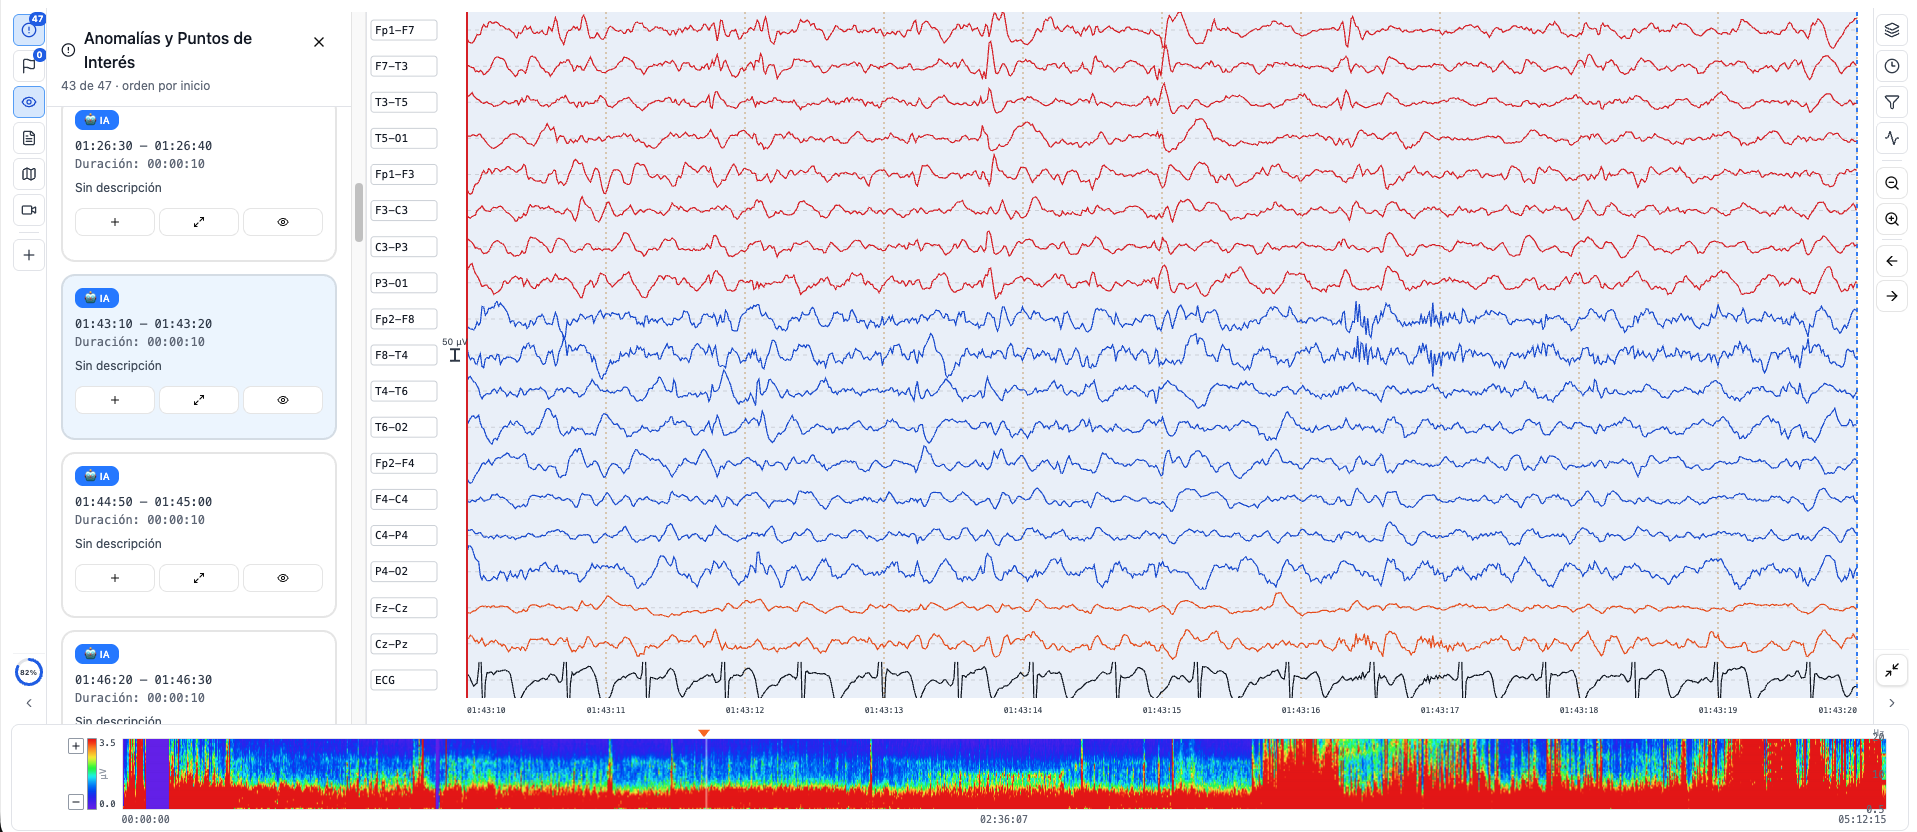 47
0
82%
Anomalías y Puntos de
Interés
43 de 47 · orden por inicio
IA
01:26:30 — 01:26:40
Duración: 00:00:10
Sin descripción
IA
01:43:10 — 01:43:20
Duración: 00:00:10
Sin descripción
IA
01:44:50 — 01:45:00
Duración: 00:00:10
Sin descripción
IA
01:46:20 — 01:46:30
Duración: 00:00:10
Sin descripción
Fp1-F7
F7-T3
T3-T5
T5-O1
Fp1-F3
F3-C3
C3-P3
P3-O1
Fp2-F8
50 µV
F8-T4
T4-T6
T6-O2
Fp2-F4
F4-C4
C4-P4
P4-O2
Fz-Cz
Cz-Pz
ECG
01:43:10 01:43:11 01:43:12 01:43:13 01:43:14 01:43:15 01:43:16 01:43:17 01:43:18 01:43:19 01:43:20
3.5
µV
0.0
Hz
20
0.5
00:00:00 02:36:07 05:12:15